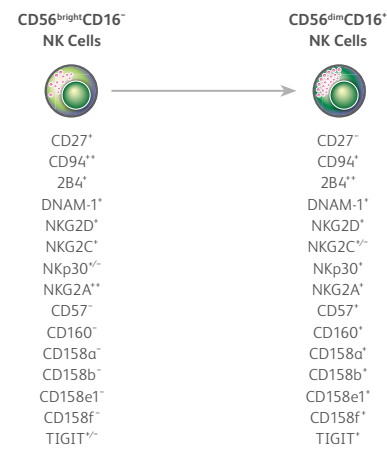 CD56ᵇʳⁱᵍʰᵗCD16⁻
NK Cells
CD27⁺
CD94⁺⁺
2B4⁺
DNAM-1⁺
NKG2D⁺
NKG2C⁺
NKp30⁺/⁻
NKG2A⁺⁺
CD57⁻
CD160⁻
CD158a⁻
CD158b⁻
CD158e1⁻
CD158f⁻
TIGIT⁺/⁻
CD56ᵈⁱᵐCD16⁺
NK Cells
CD27⁻
CD94⁺
2B4⁺⁺
DNAM-1⁺
NKG2D⁺
NKG2C⁺/⁻
NKp30⁺
NKG2A⁺
CD57⁺
CD160⁺
CD158a⁺
CD158b⁺
CD158e1⁺
CD158f⁺
TIGIT⁺